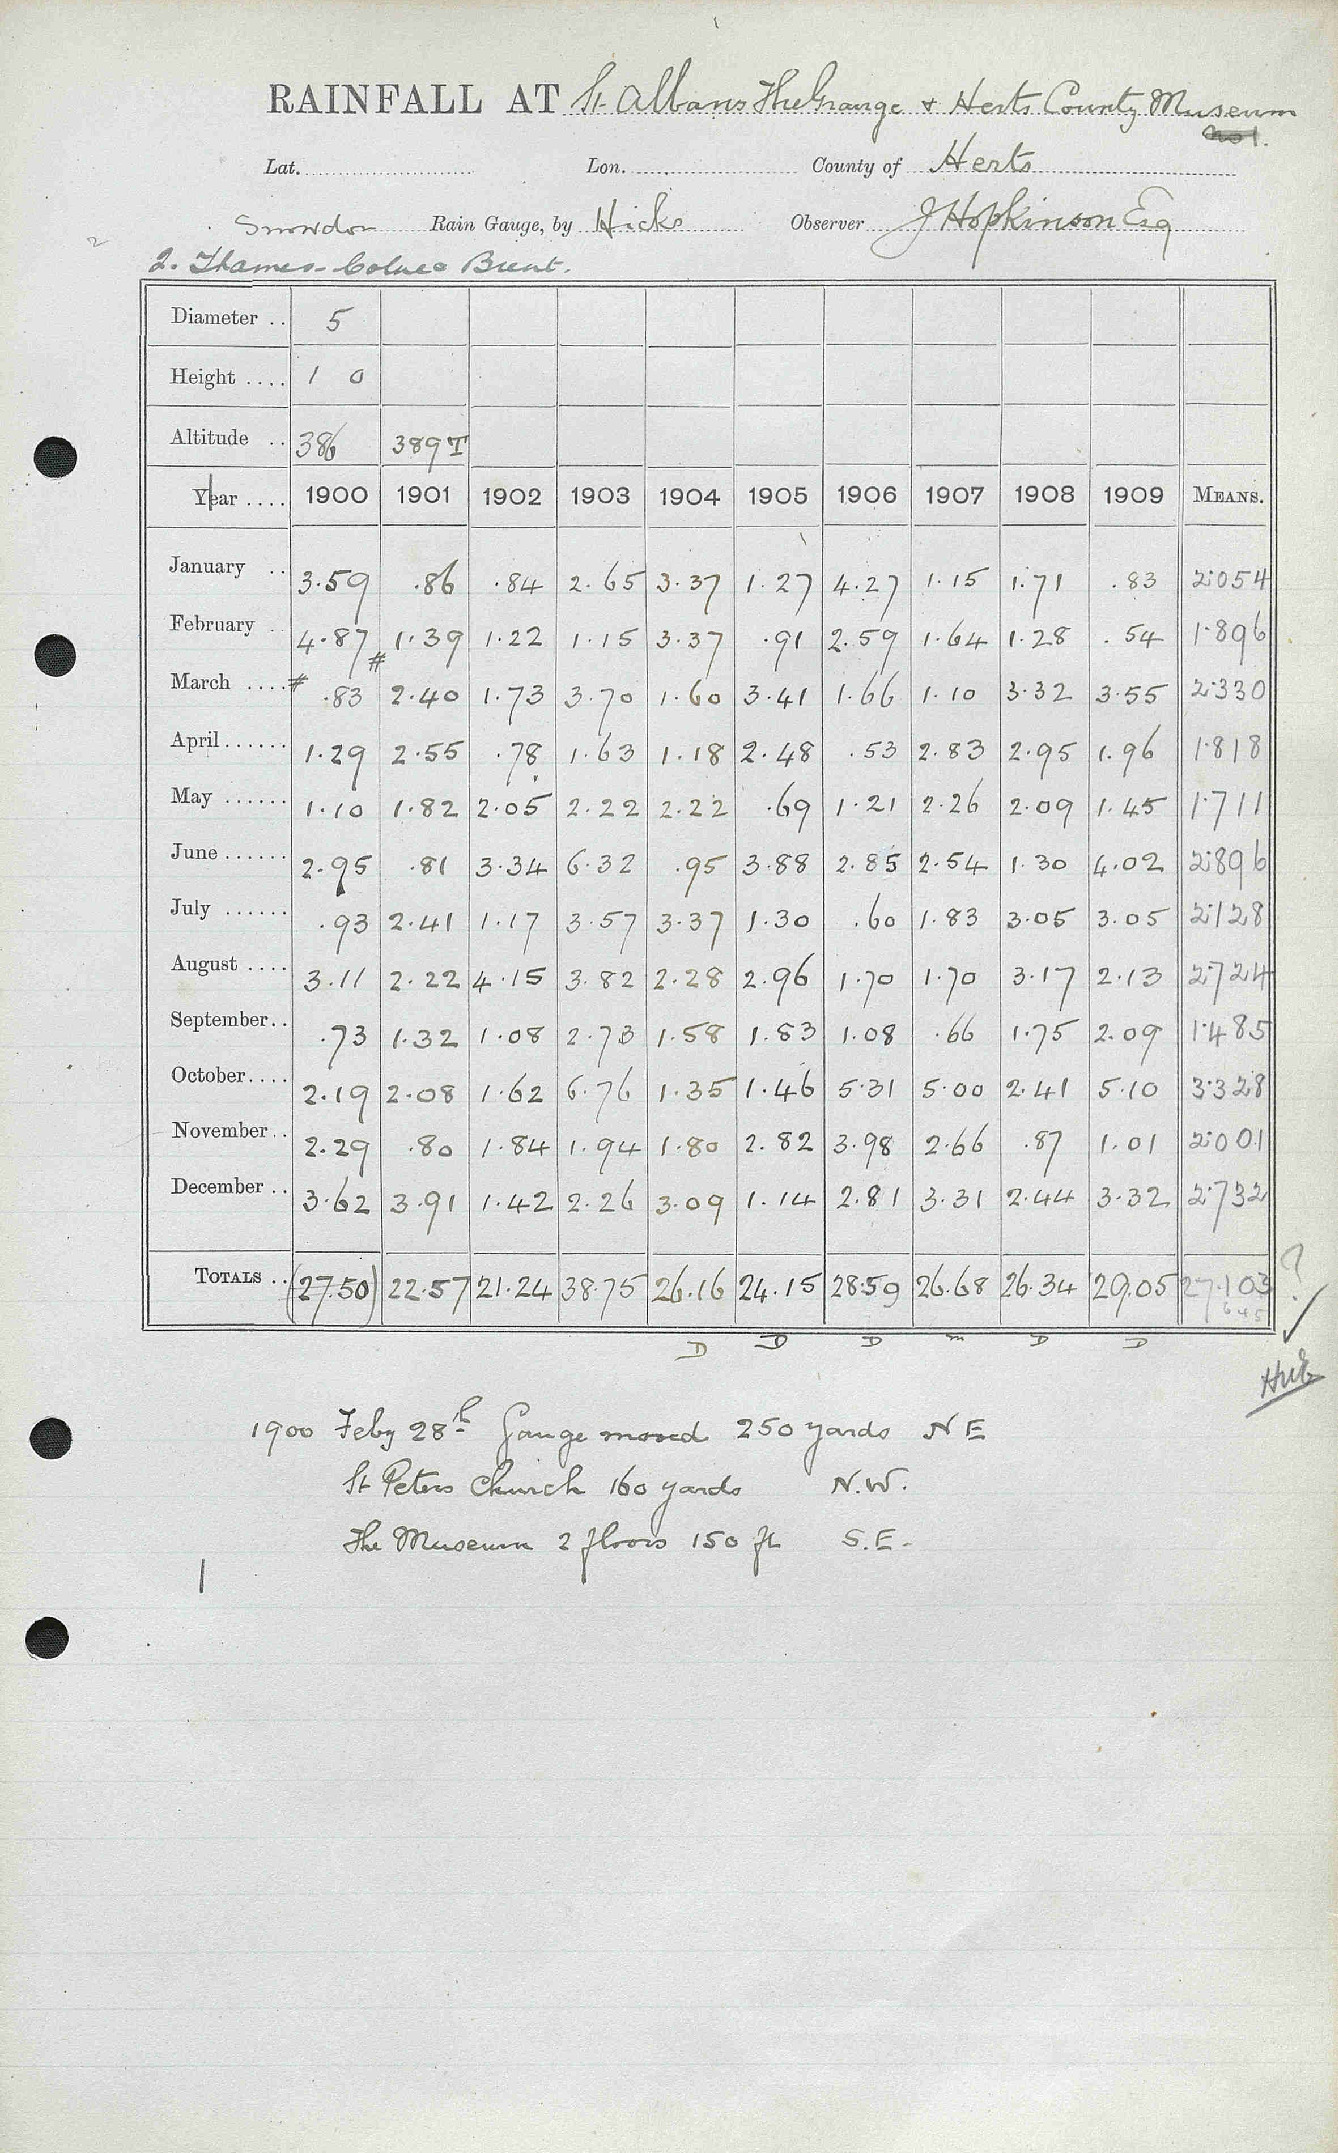 RAINFALL AT St Albans The Grange + Herts County Museum
No 1.
Lat. Lon. County of Herts
Snowdon Rain Gauge, by Hicks Observer J Hopkinson Esq
2
2. Thames - Colne & Brent.
Diameter .. 5
Height .... 1 0
Altitude .. 386 389T
Year .... 1900 1901 1902 1903 1904 1905 1906 1907 1908 1909 MEANS.
January .. 3.59 .86 .84 2.65 3.37 1.27 4.27 1.15 1.71 .83 2.054
February .. 4.87 1.39 1.22 1.15 3.37 .91 2.59 1.64 1.28 .54 1.896
March .... # .83 # 2.40 1.73 3.70 1.60 3.41 1.66 1.10 3.32 3.55 2.330
April ...... 1.29 2.55 .78 1.63 1.18 2.48 .53 2.83 2.95 1.96 1.818
May ...... 1.10 1.82 2.05 2.22 2.22 .69 1.21 2.26 2.09 1.45 1.711
June ...... 2.95 .81 3.34 6.32 .95 3.88 2.85 2.54 1.30 4.02 2.896
July ...... .93 2.41 1.17 3.57 3.37 1.30 .60 1.83 3.05 3.05 2.128
August .... 3.11 2.22 4.15 3.82 2.28 2.96 1.70 1.70 3.17 2.13 2.724
September.. .73 1.32 1.08 2.73 1.58 1.83 1.08 .66 1.75 2.09 1.485
October.... 2.19 2.08 1.62 6.76 1.35 1.46 5.31 5.00 2.41 5.10 3.328
November.. 2.29 .80 1.84 1.94 1.80 2.82 3.98 2.66 .87 1.01 2.001
December .. 3.62 3.91 1.42 2.26 3.09 1.14 2.81 3.31 2.44 3.32 2.732
TOTALS .. (27.50) 22.57 21.24 38.75 26.16 24.15 28.59 26.68 26.34 29.05 27.103 ?
645
D D D m D D
1900 Feby 28th Gauge moved 250 yards NE
St Peters Church 160 yards N.W.
The Museum 2 floors 150 ft S.E.